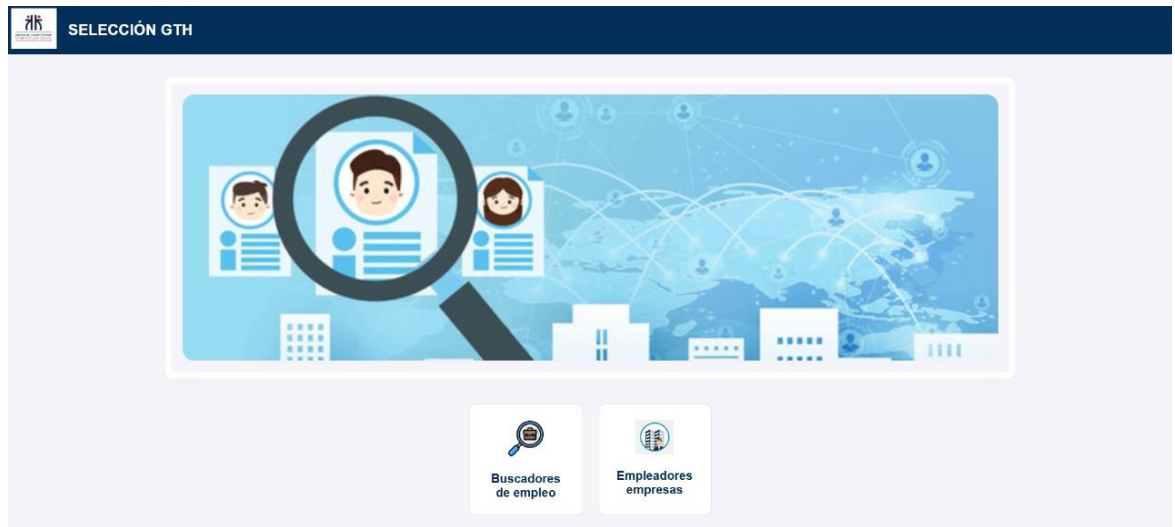 SELECCIÓN GTH
Buscadores
de empleo
Empleadores
empresas